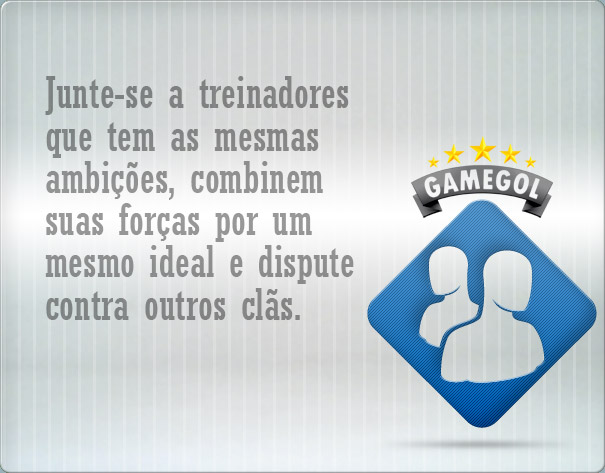 Junte-se a treinadores
que tem as mesmas
ambições, combinem
suas forças por um
mesmo ideal e dispute
contra outros clãs.
GAMEGOL